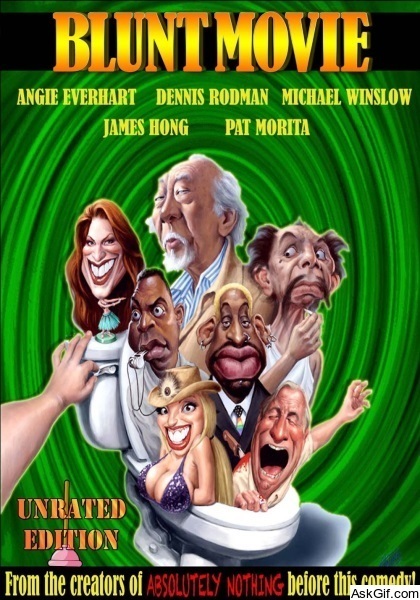 BLUNT MOVIE
ANGIE EVERHART DENNIS RODMAN MICHAEL WINSLOW
JAMES HONG PAT MORITA
UNRATED
EDITION
From the creators of ABSOLUTELY NOTHING before this comedy!
AskGif.com